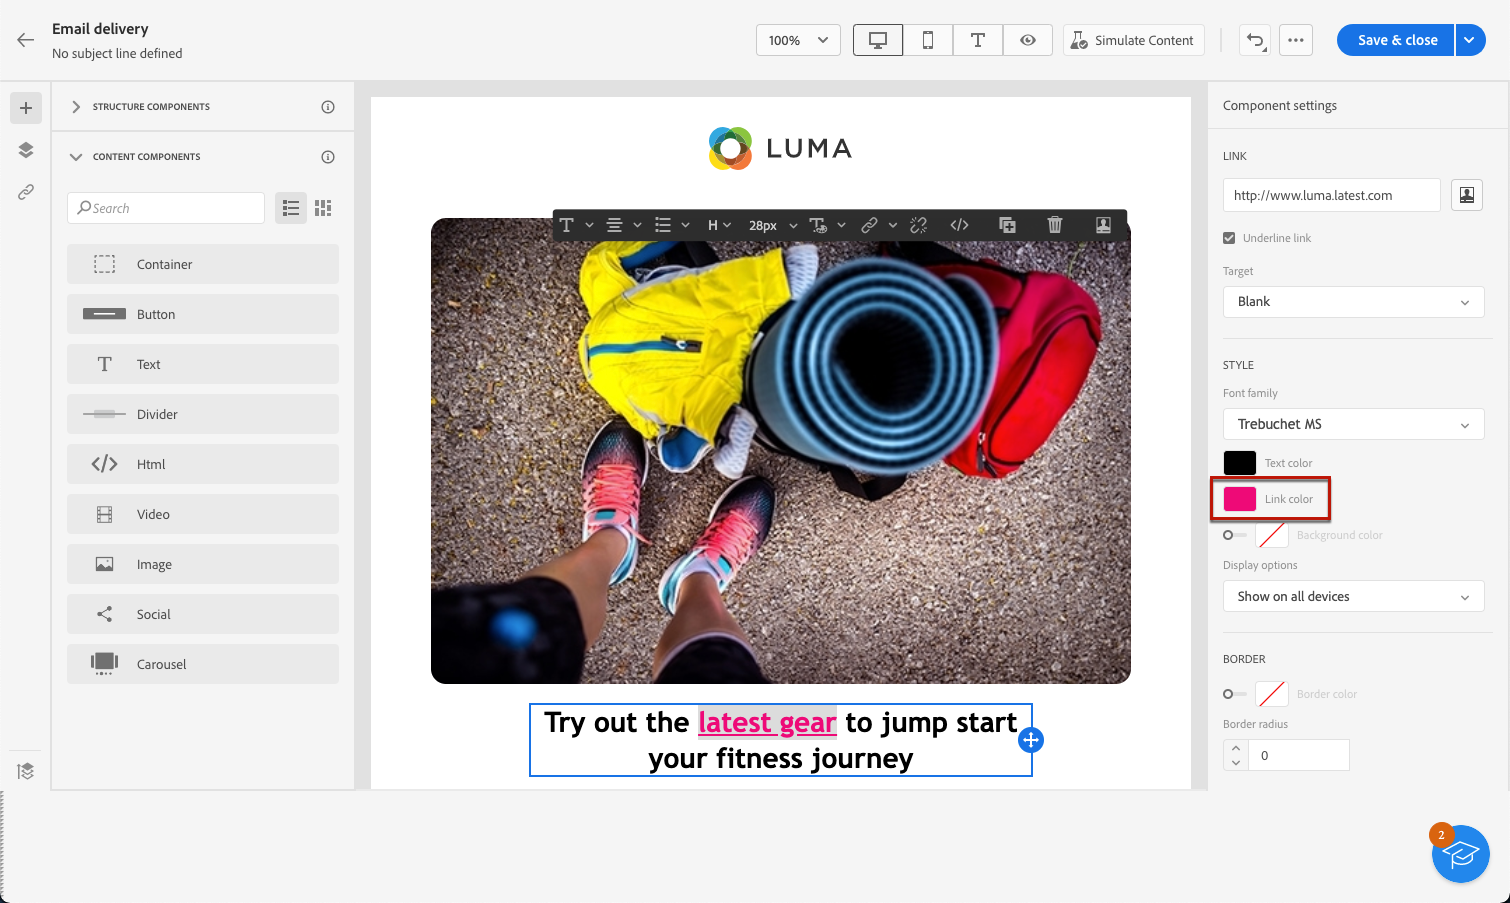 Email delivery
No subject line defined
100%
Simulate Content
Save & close
STRUCTURE COMPONENTS
CONTENT COMPONENTS
Search
Container
Button
Text
Divider
Html
Video
Image
Social
Carousel
LUMA
H
28px
Try out the latest gear to jump start
your fitness journey
Component settings
LINK
http://www.luma.latest.com
Underline link
Target
Blank
STYLE
Font family
Trebuchet MS
Text color
Link color
Background color
Display options
Show on all devices
BORDER
Border color
Border radius
0
2